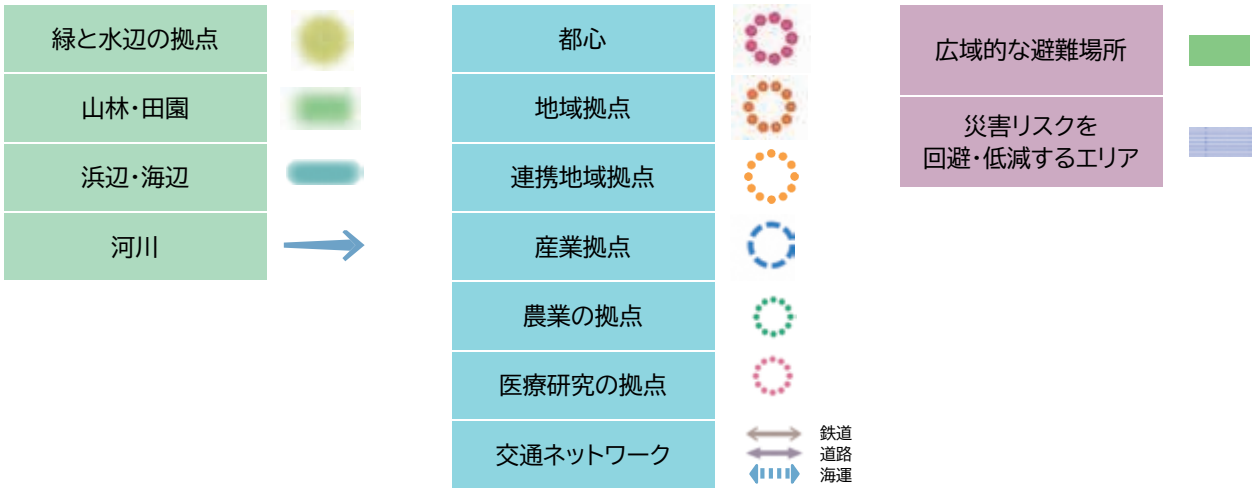 緑と水辺の拠点
山林・田園
浜辺・海辺
河川
都心
地域拠点
連携地域拠点
産業拠点
農業の拠点
医療研究の拠点
交通ネットワーク
鉄道
道路
海運
広域的な避難場所
災害リスクを
回避・低減するエリア